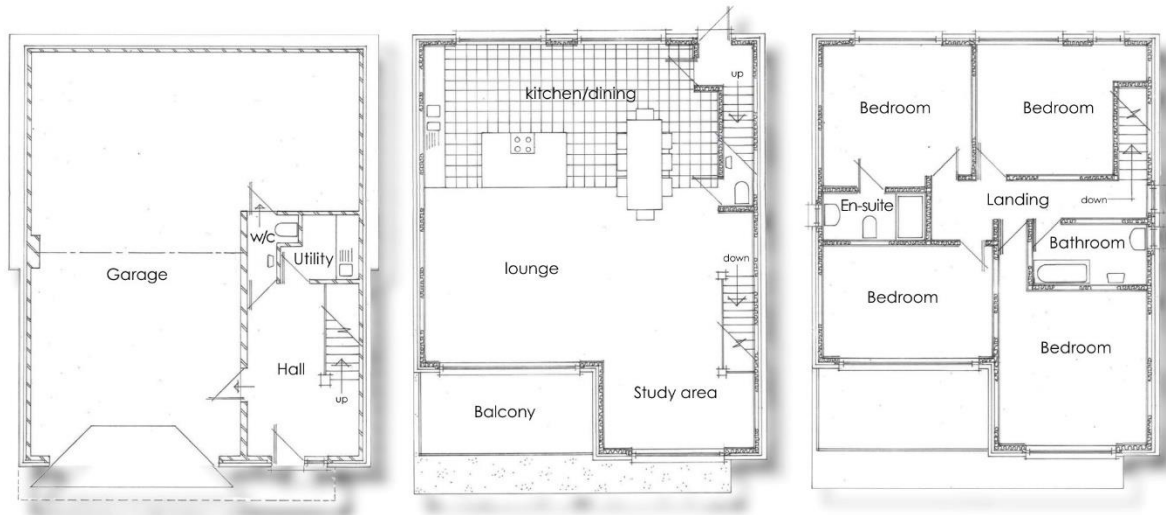 w/c
Utility
Garage
Hall
up
kitchen/dining
up
lounge
down
Study area
Balcony
Bedroom
Bedroom
En-suite
Landing
down
Bathroom
Bedroom
Bedroom